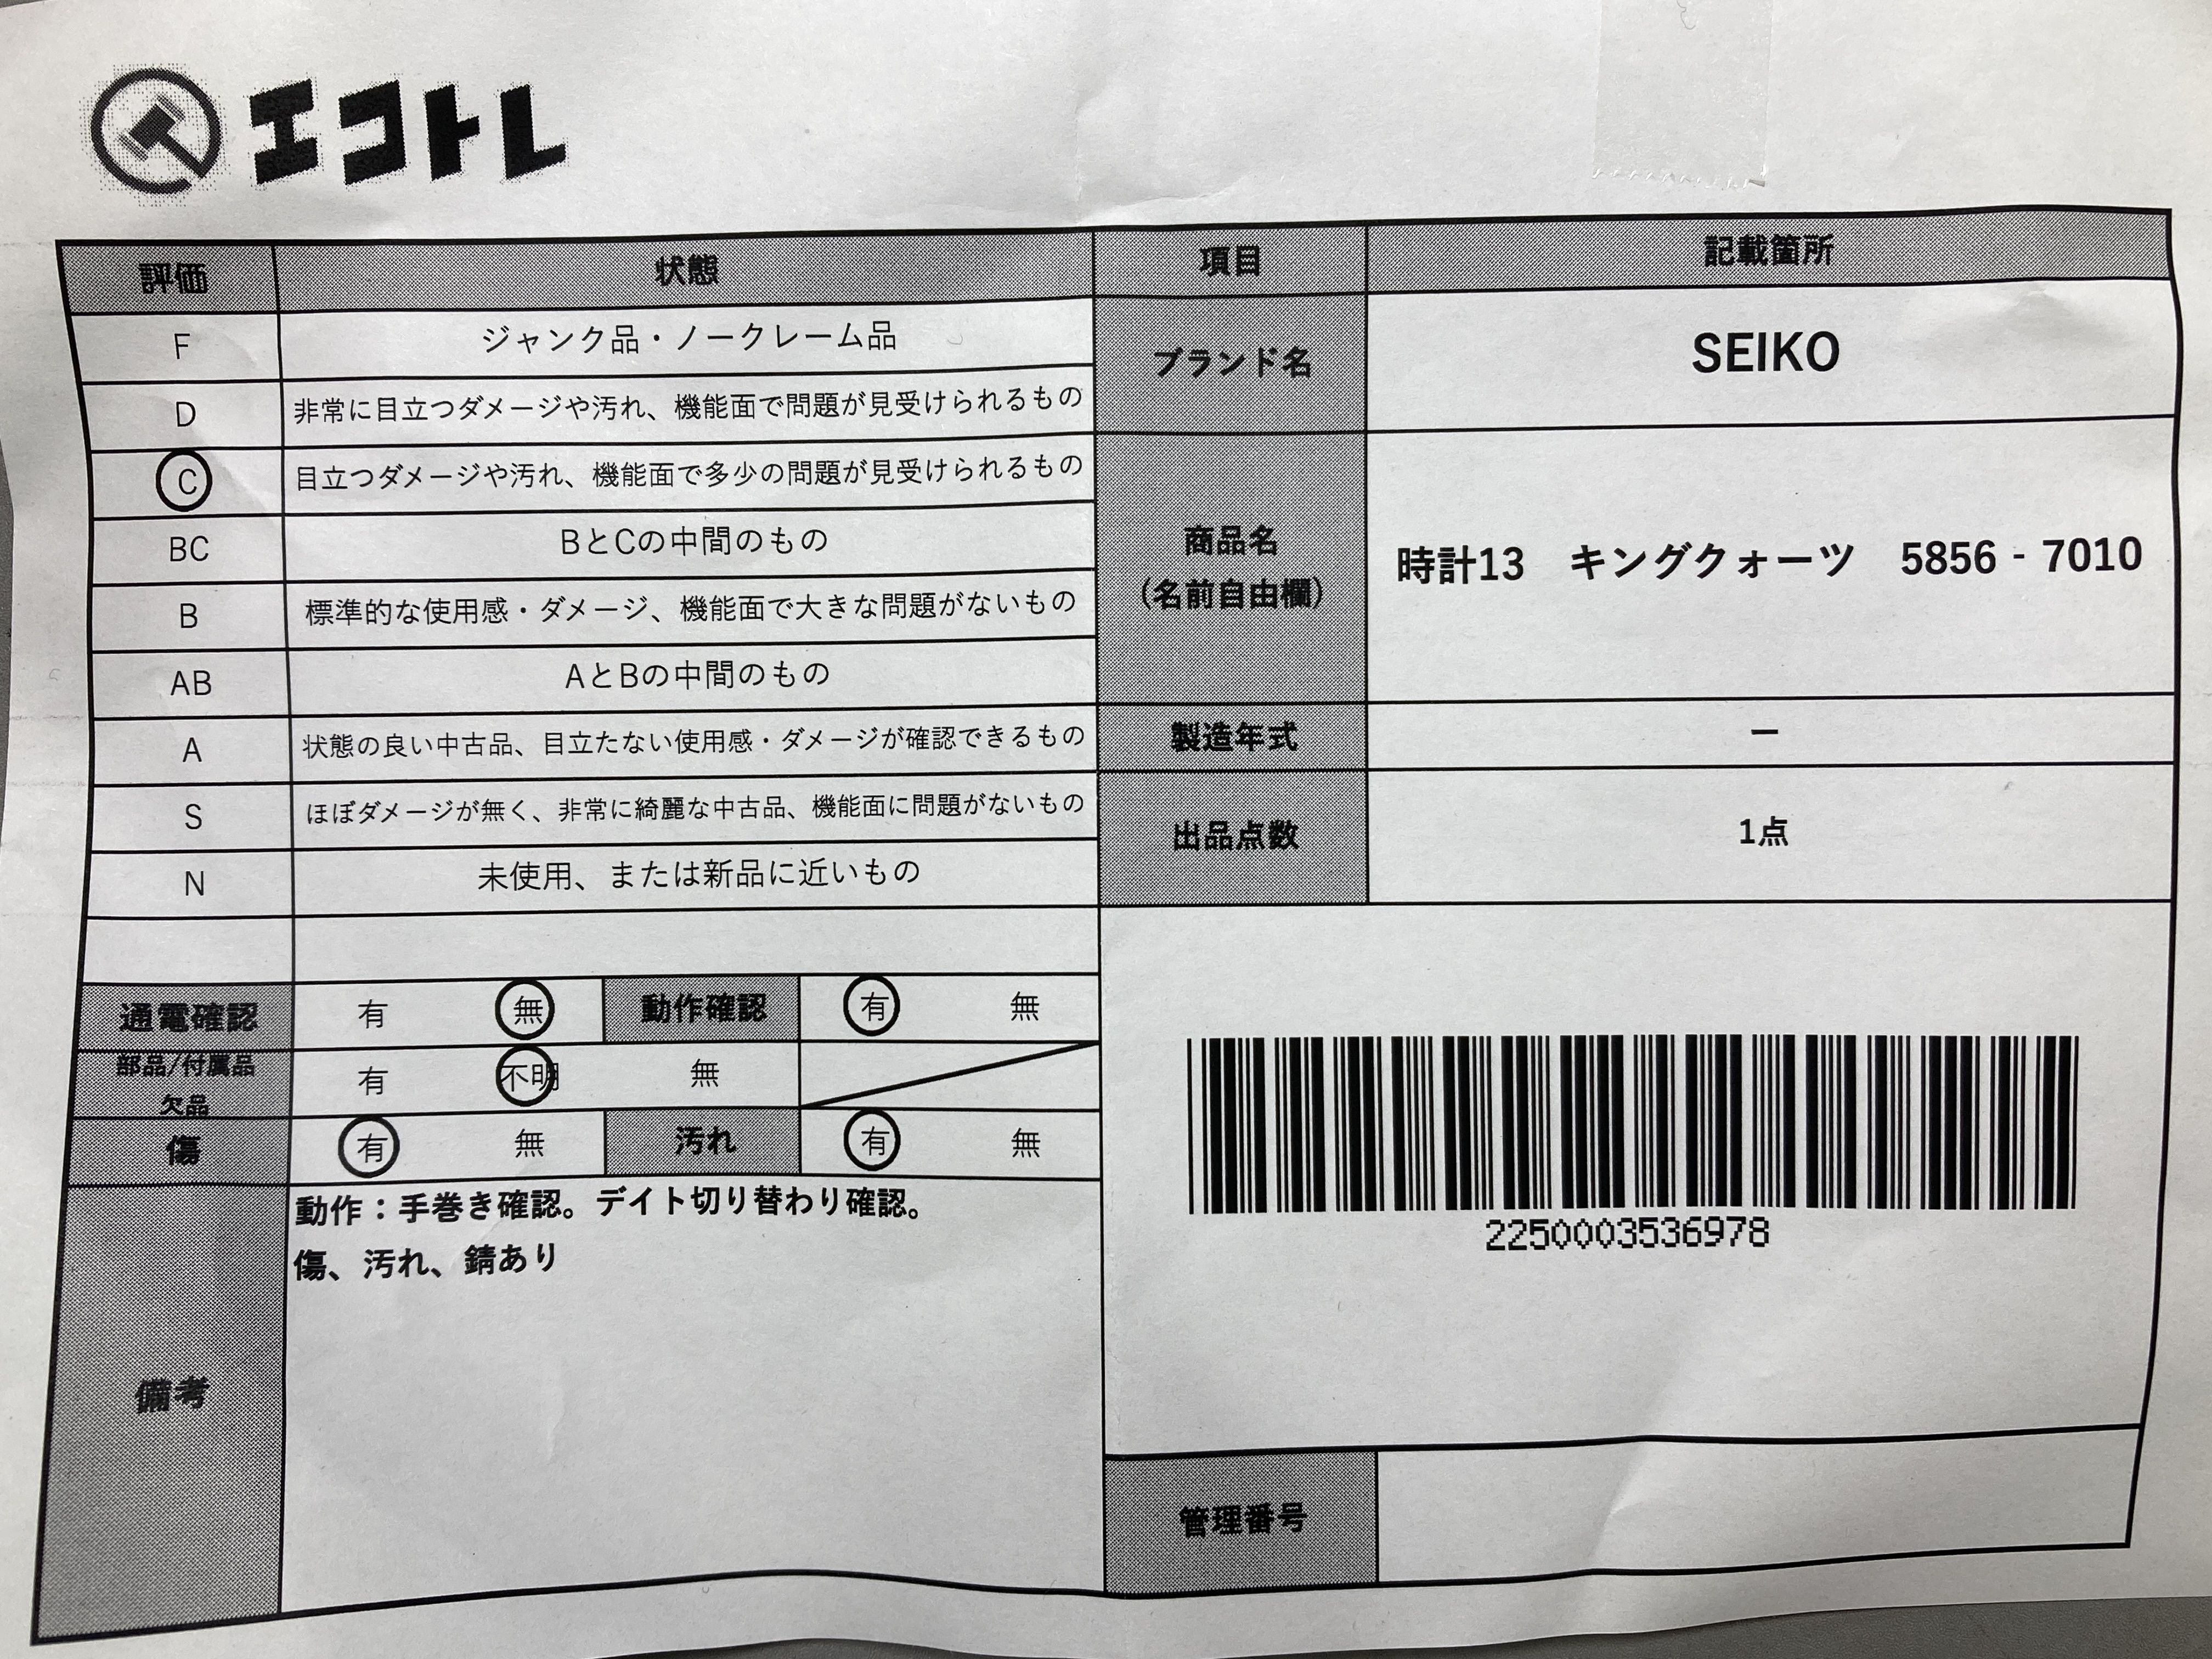 エコトレ
評価 状態 項目 記載箇所
F ジャンク品・ノークレーム品
D 非常に目立つダメージや汚れ、機能面で問題が見受けられるもの
C 目立つダメージや汚れ、機能面で多少の問題が見受けられるもの
BC BとCの中間のもの
B 標準的な使用感・ダメージ、機能面で大きな問題がないもの
AB AとBの中間のもの
A 状態の良い中古品、目立たない使用感・ダメージが確認できるもの
S ほぼダメージが無く、非常に綺麗な中古品、機能面に問題がないもの
N 未使用、または新品に近いもの
ブランド名 SEIKO
商品名
（名前自由欄）
時計13　キングクォーツ　5856‐7010
製造年式 ー
出品点数 1点
通電確認 有 無 動作確認 有 無
部品/付属品
欠品
有 不明 無
傷 有 無 汚れ 有 無
備考
動作：手巻き確認。デイト切り替わり確認。
傷、汚れ、錆あり
2250003536978
管理番号